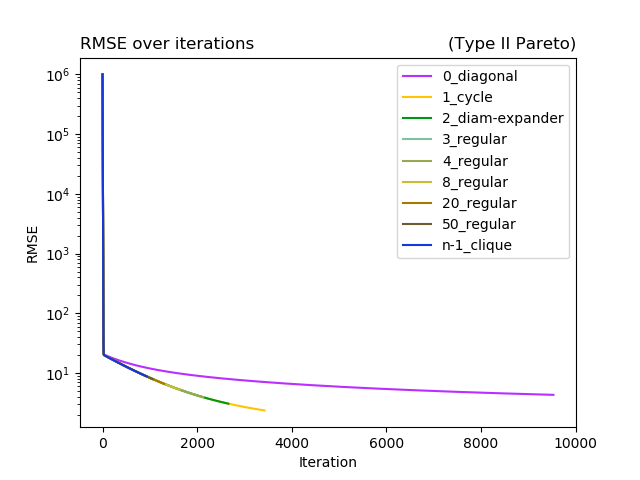 RMSE over iterations (Type II Pareto)
10^6
10^5
10^4
10^3
10^2
10^1
RMSE
0_diagonal
1_cycle
2_diam-expander
3_regular
4_regular
8_regular
20_regular
50_regular
n-1_clique
0 2000 4000 6000 8000 10000
Iteration